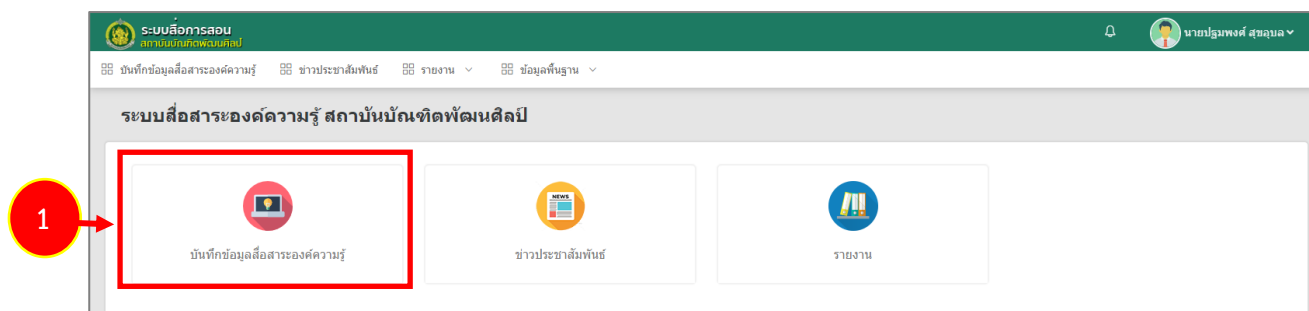 ระบบสื่อการสอน
สถาบันบัณฑิตพัฒนศิลป์
นายปฐมพงศ์ สุขอุบล
บันทึกข้อมูลสื่อสาระองค์ความรู้ ข่าวประชาสัมพันธ์ รายงาน ข้อมูลพื้นฐาน
ระบบสื่อสาระองค์ความรู้ สถาบันบัณฑิตพัฒนศิลป์
1
NEWS
บันทึกข้อมูลสื่อสาระองค์ความรู้ ข่าวประชาสัมพันธ์ รายงาน